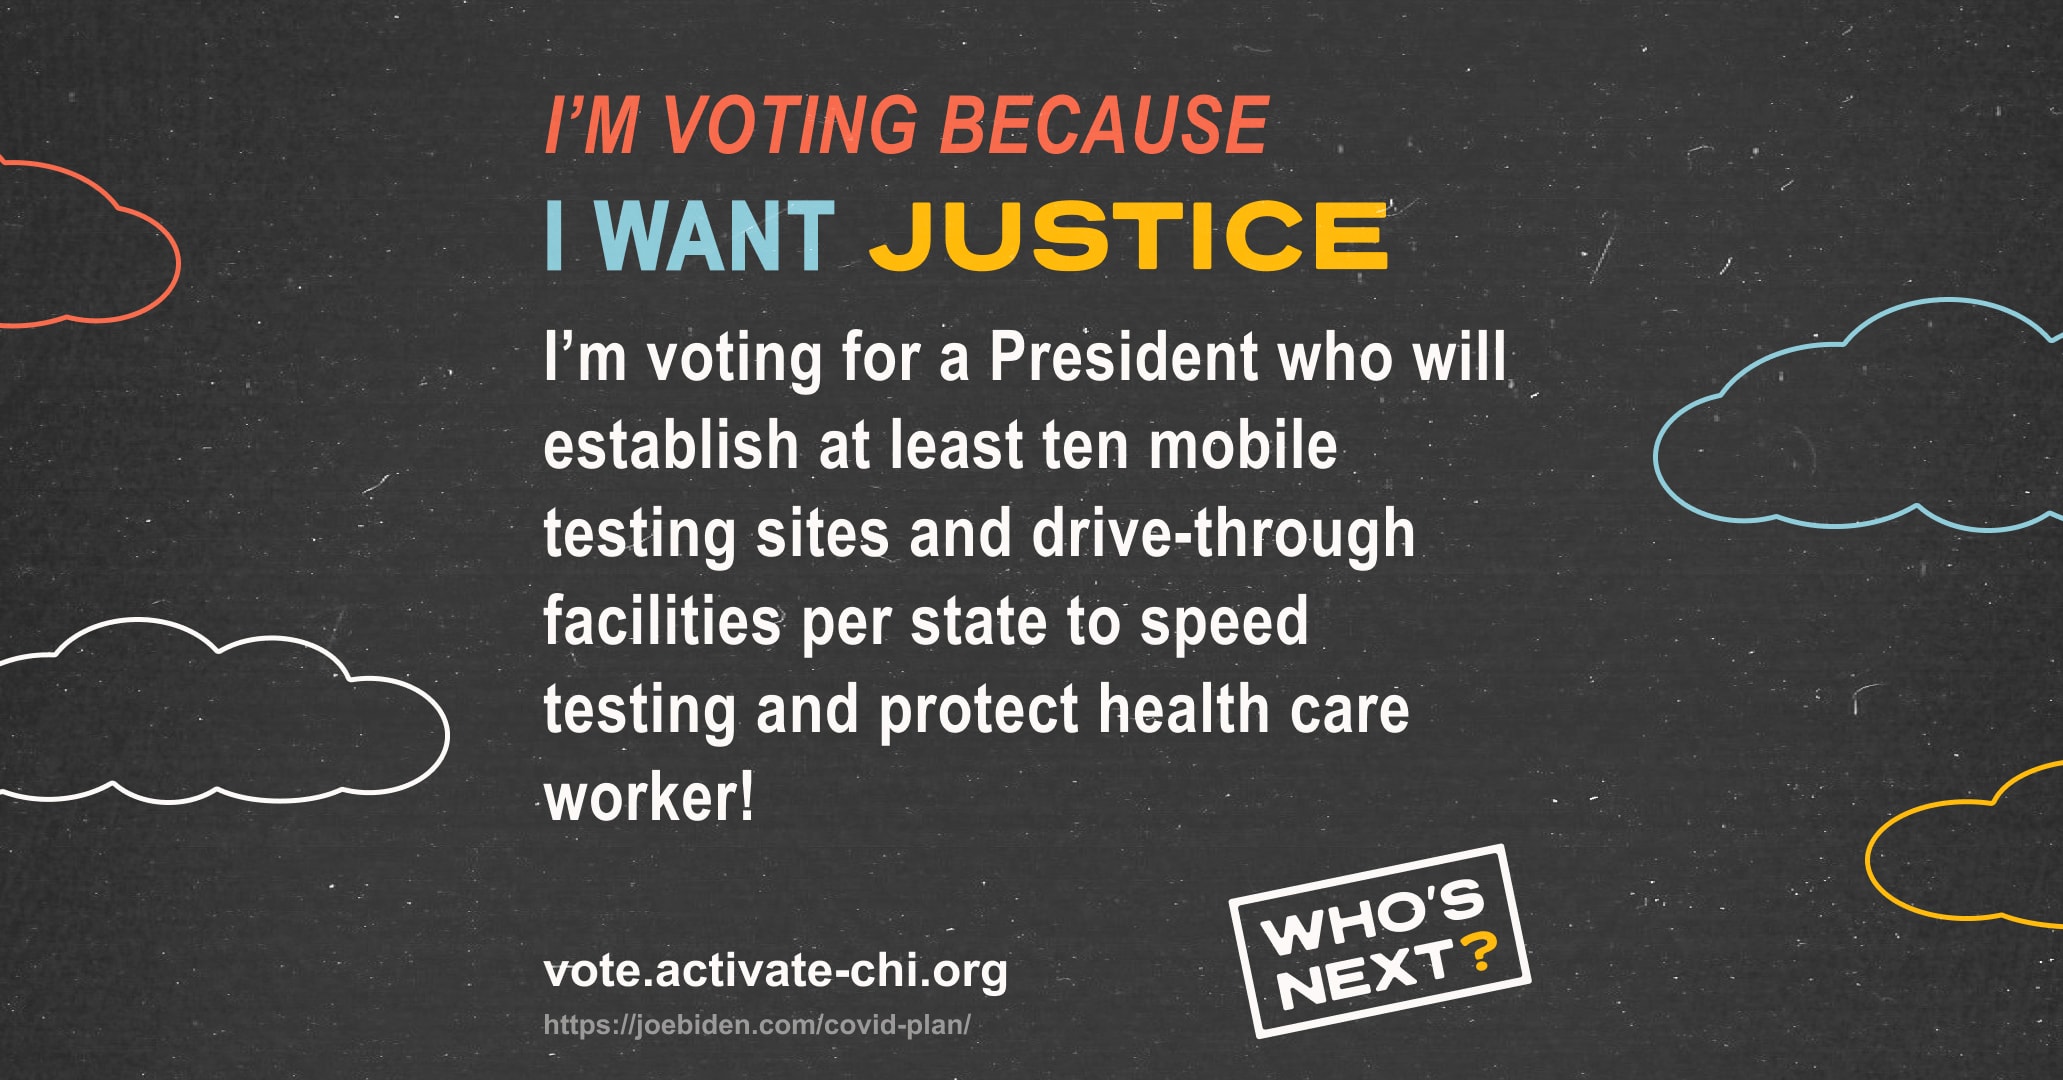 I’M VOTING BECAUSE
I WANT JUSTICE
I’m voting for a President who will
establish at least ten mobile
testing sites and drive-through
facilities per state to speed
testing and protect health care
worker!
WHO’S
NEXT?
vote.activate-chi.org
https://joebiden.com/covid-plan/